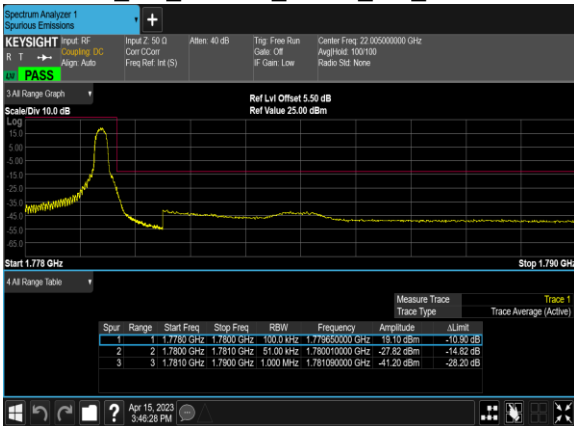 Spectrum Analyzer 1
Spurious Emissions
+
KEYSIGHT Input: RF
R T Coupling: DC
Align: Auto
Input Z: 50 Ω
Corr CCorr
Freq Ref: Int (S)
Atten: 40 dB
Trig: Free Run
Gate: Off
IF Gain: Low
Center Freq: 22.005000000 GHz
Avg|Hold: 100/100
Radio Std: None
PASS
3 All Range Graph
Scale/Div 10.0 dB
Ref Lvl Offset 5.50 dB
Ref Value 25.00 dBm
Log
15.0
5.00
-5.00
-15.0
-25.0
-35.0
-45.0
-55.0
-65.0
Start 1.778 GHz
Stop 1.790 GHz
4 All Range Table
Measure Trace Trace 1
Trace Type Trace Average (Active)
Spur Range Start Freq Stop Freq RBW Frequency Amplitude ΔLimit
1 1 1.7780 GHz 1.7800 GHz 100.0 kHz 1.779650000 GHz 19.10 dBm -10.90 dB
2 2 1.7800 GHz 1.7810 GHz 51.00 kHz 1.780010000 GHz -27.82 dBm -14.82 dB
3 3 1.7810 GHz 1.7900 GHz 1.000 MHz 1.781090000 GHz -41.20 dBm -28.20 dB
?
Apr 15, 2023
3:46:28 PM